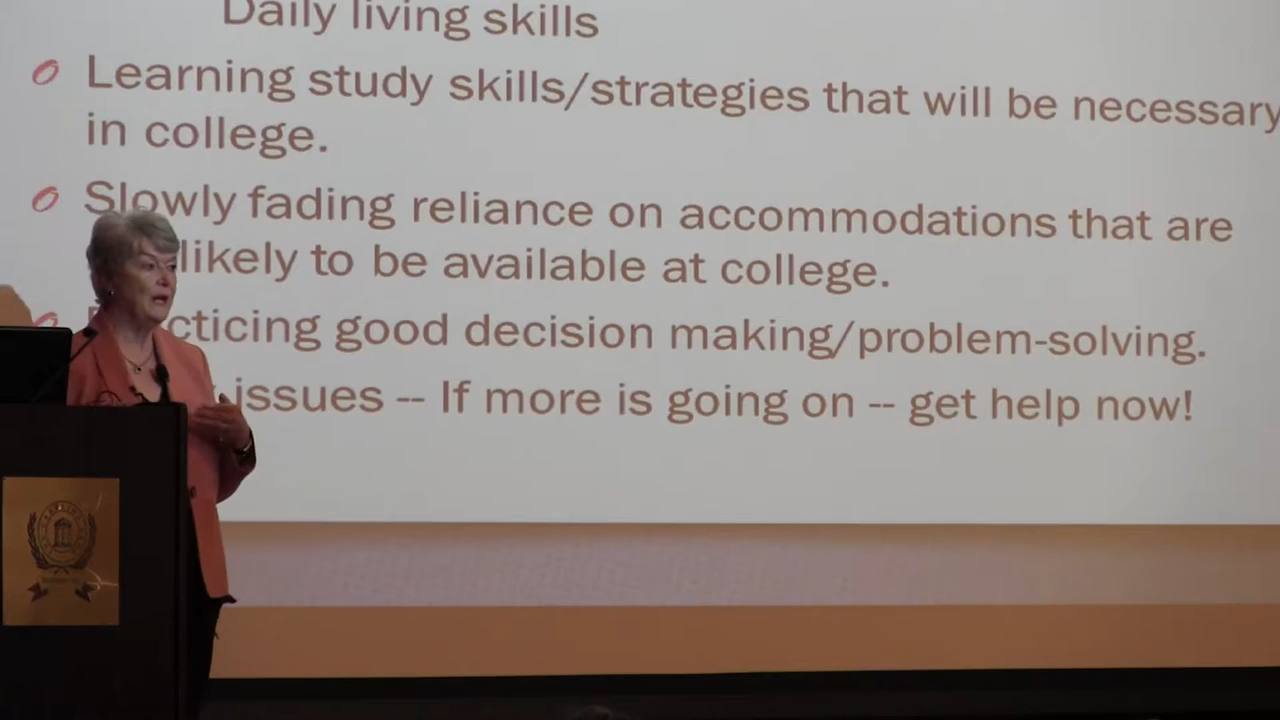 Daily living skills
Learning study skills/strategies that will be necessary
in college.
Slowly fading reliance on accommodations that are
likely to be available at college.
good decision making/problem-solving.
issues -- If more is going on -- get help now!